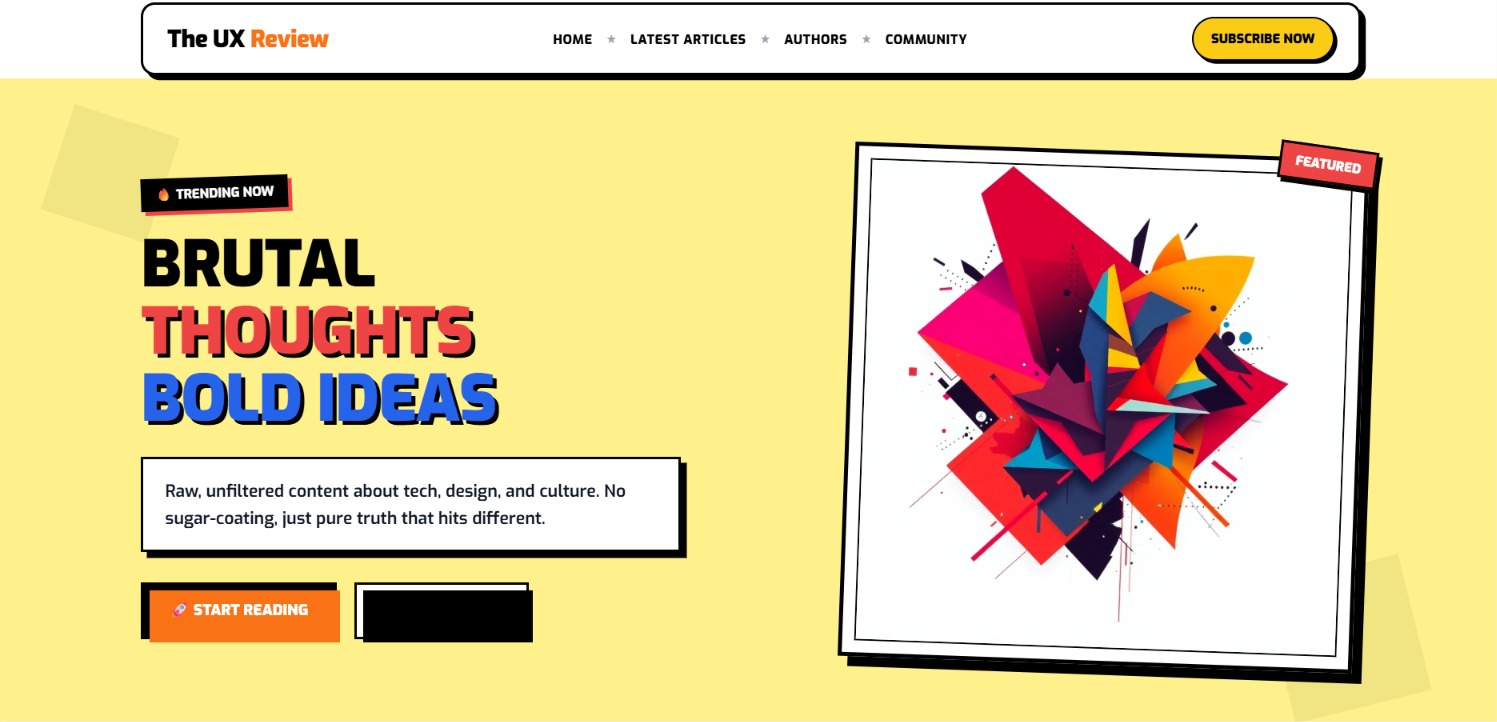 The UX Review
HOME ★ LATEST ARTICLES ★ AUTHORS ★ COMMUNITY
SUBSCRIBE NOW
🔥 TRENDING NOW
BRUTAL
THOUGHTS
BOLD IDEAS
Raw, unfiltered content about tech, design, and culture. No
sugar-coating, just pure truth that hits different.
🚀 START READING
FEATURED